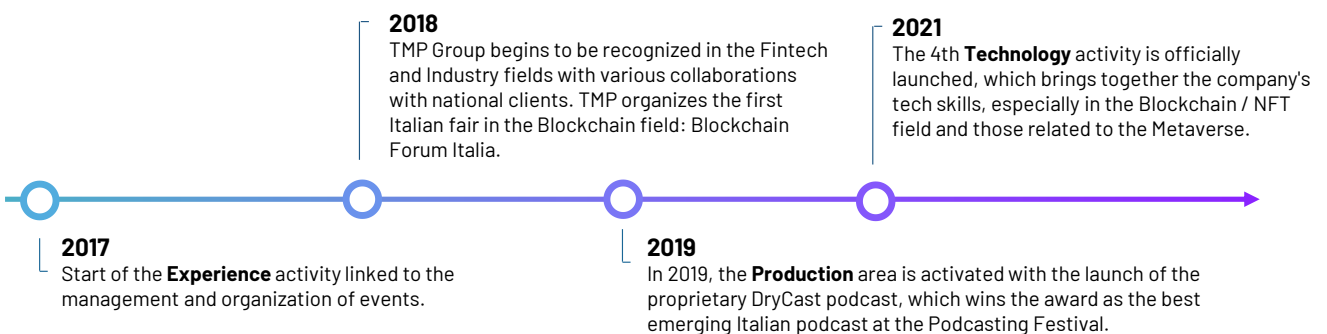 2018
TMP Group begins to be recognized in the Fintech
and Industry fields with various collaborations
with national clients. TMP organizes the first
Italian fair in the Blockchain field: Blockchain
Forum Italia.
2021
The 4th Technology activity is officially
launched, which brings together the company's
tech skills, especially in the Blockchain / NFT
field and those related to the Metaverse.
2017
Start of the Experience activity linked to the
management and organization of events.
2019
In 2019, the Production area is activated with the launch of the
proprietary DryCast podcast, which wins the award as the best
emerging Italian podcast at the Podcasting Festival.